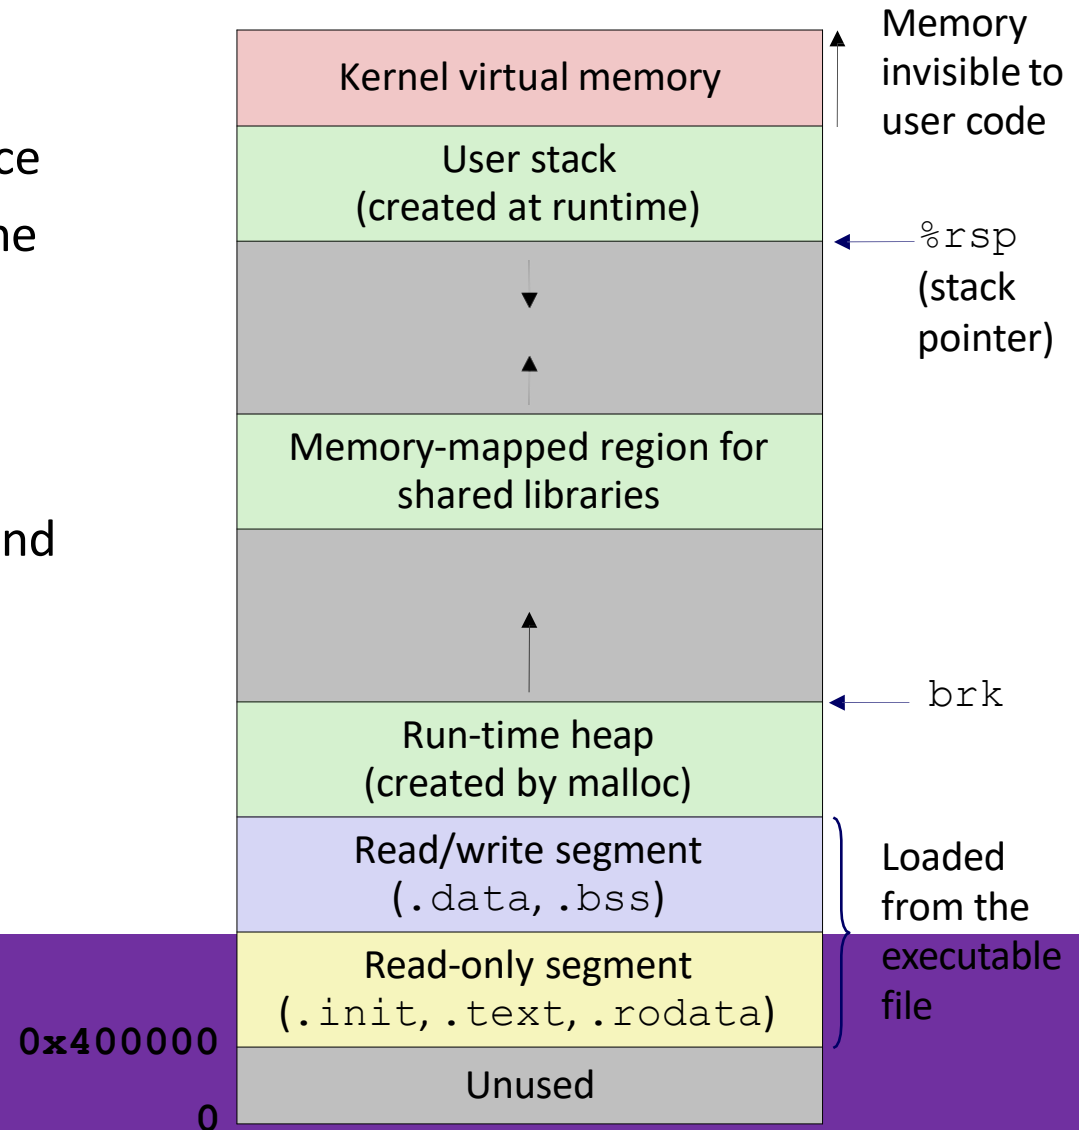 Memory
invisible to
user code
Kernel virtual memory
ce
User stack
(created at runtime)
ne
%rsp
(stack
pointer)
Memory-mapped region for
shared libraries
nd
brk
Run-time heap
(created by malloc)
Read/write segment
(.data, .bss)
Loaded
from the
executable
file
Read-only segment
(.init, .text, .rodata)
0x400000
Unused
0